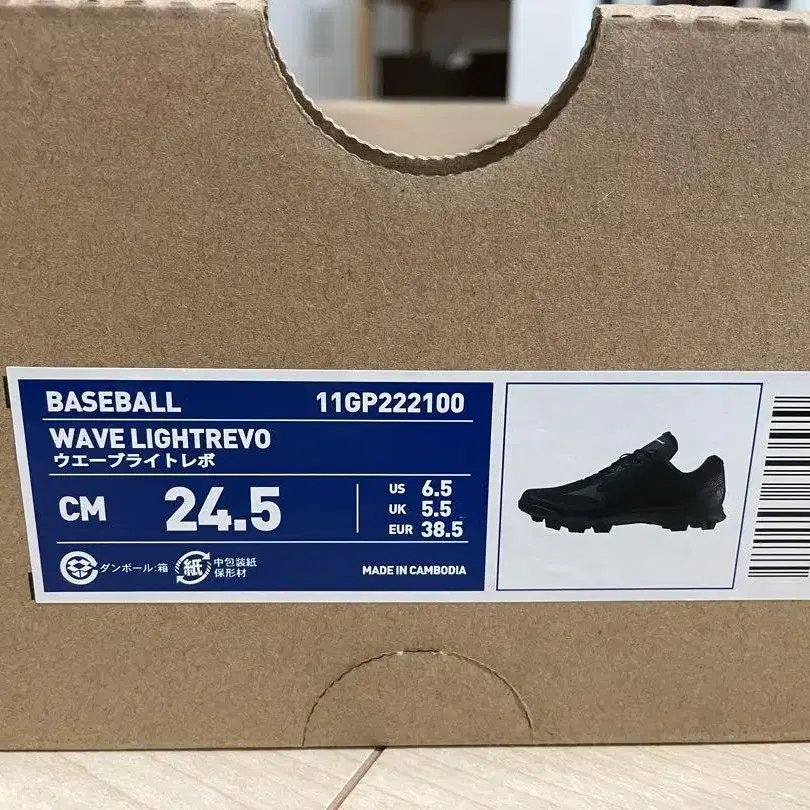 BASEBALL 11GP222100
WAVE LIGHTREVO
ウエーブライトレボ
CM 24.5
US 6.5
UK 5.5
EUR 38.5
ダンボール:箱
紙
中包装紙
保形材
MADE IN CAMBODIA